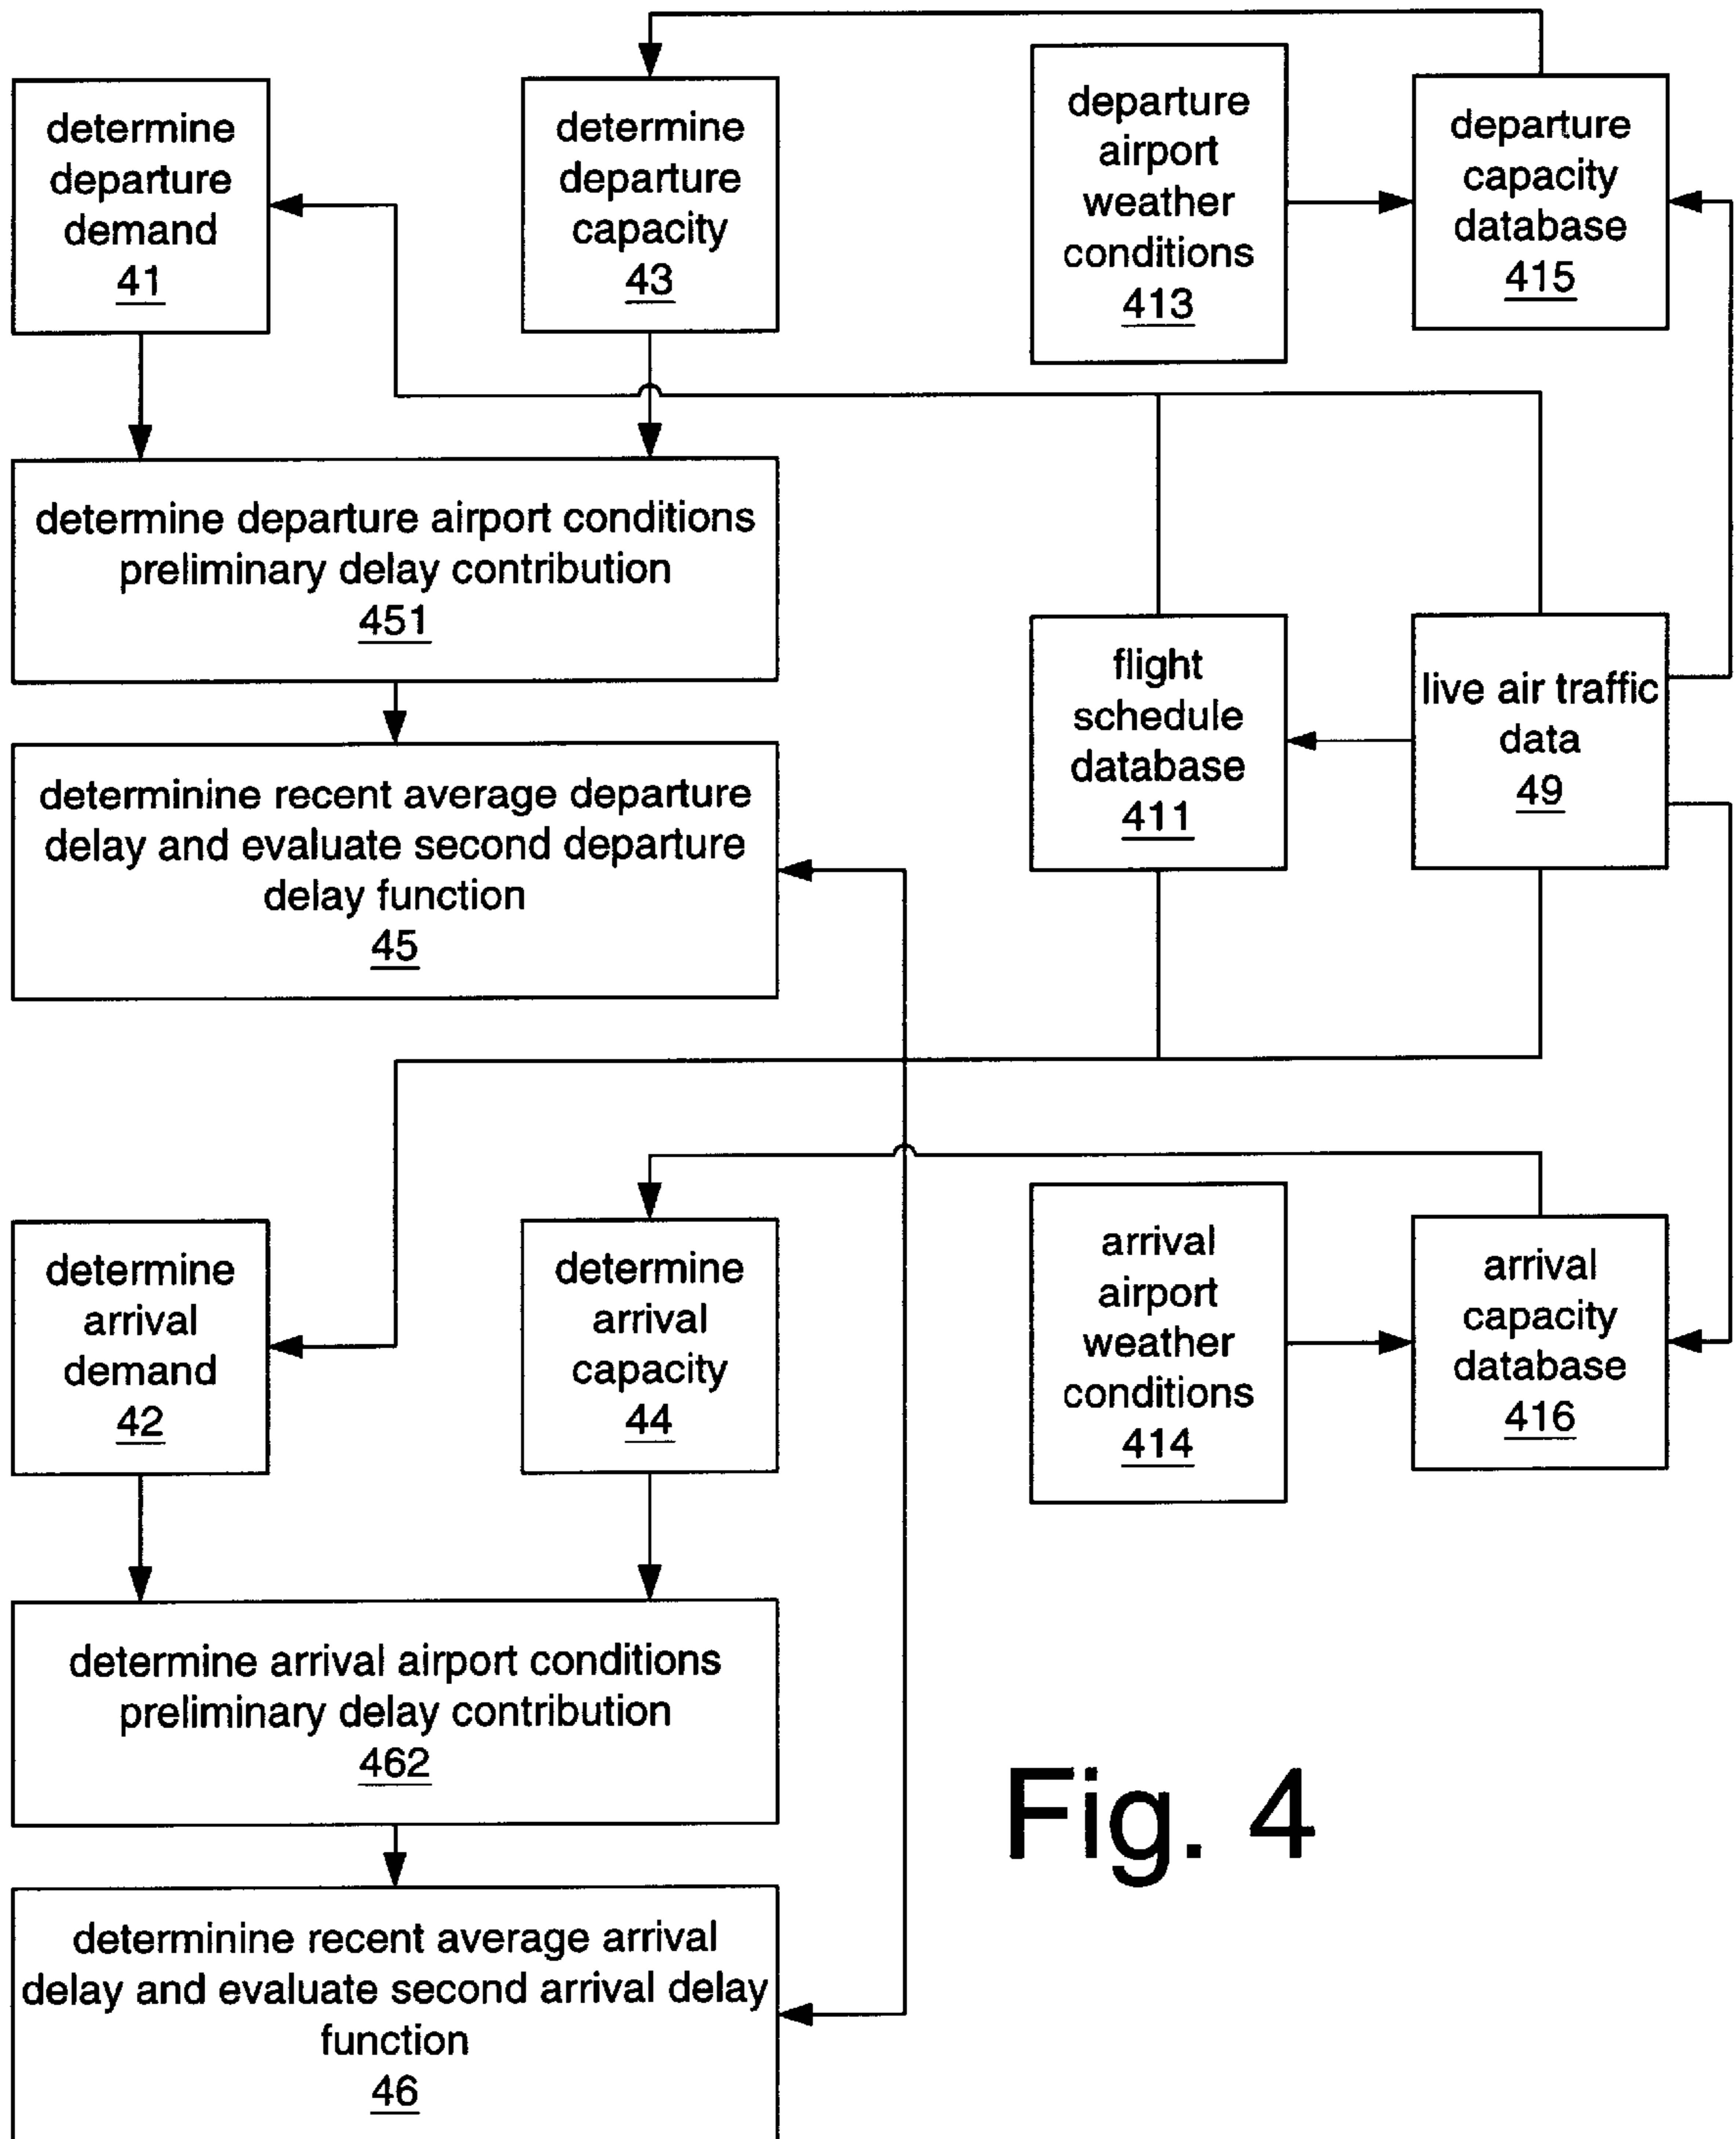 determine
departure
demand
41
determine
departure
capacity
43
departure
airport
weather
conditions
413
departure
capacity
database
415
determine departure airport conditions
preliminary delay contribution
451
flight
schedule
database
411
live air traffic
data
49
determinine recent average departure
delay and evaluate second departure
delay function
45
determine
arrival
demand
42
determine
arrival
capacity
44
arrival
airport
weather
conditions
414
arrival
capacity
database
416
determine arrival airport conditions
preliminary delay contribution
462
Fig. 4
determinine recent average arrival
delay and evaluate second arrival delay
function
46